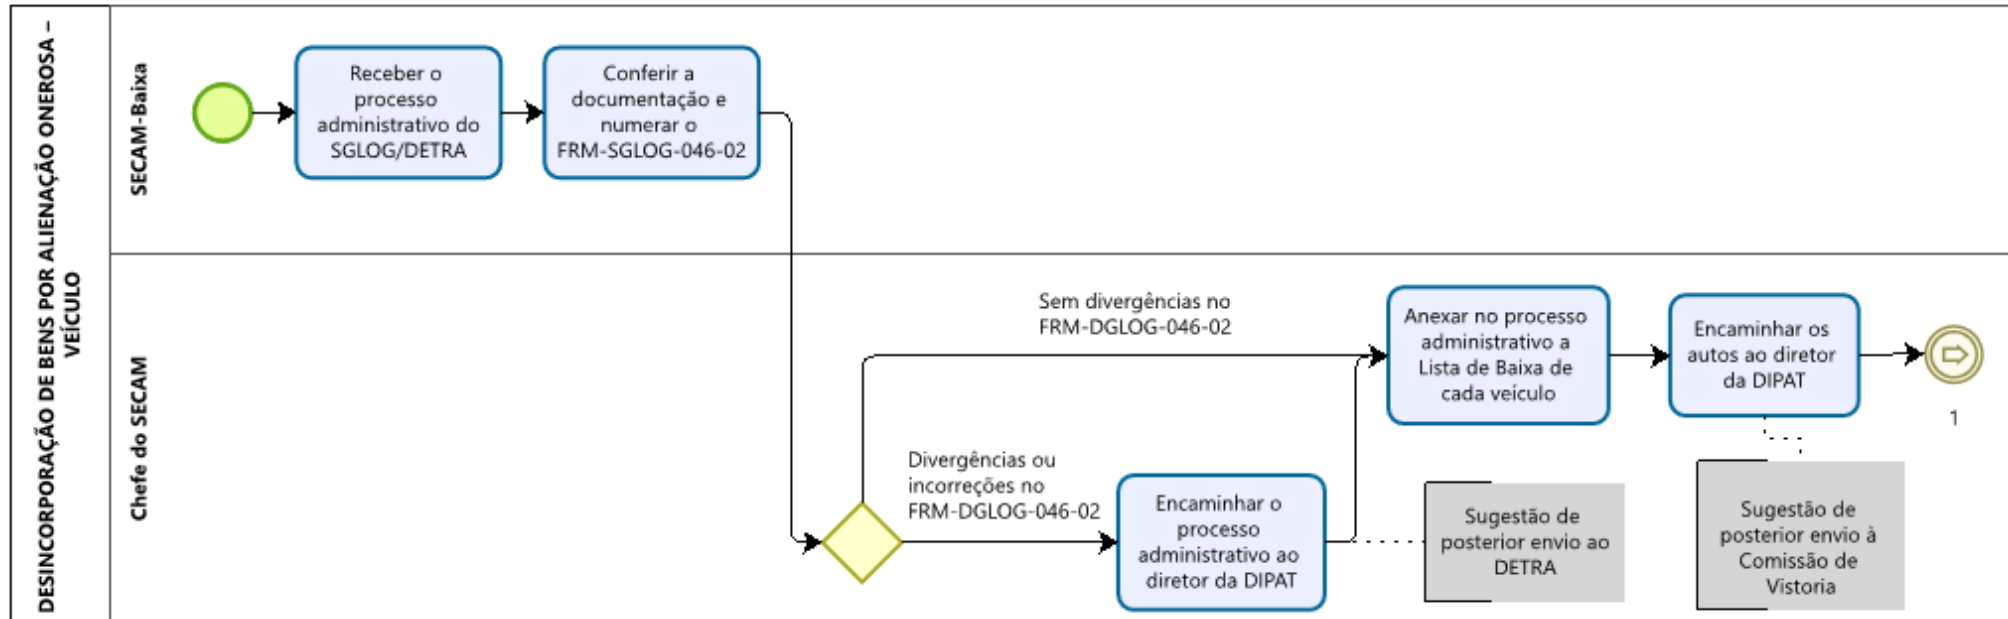 DESINCORPORAÇÃO DE BENS POR ALIENAÇÃO ONEROSA –
VEÍCULO
SECAM-Baixa
Receber o
processo
administrativo do
SGLOG/DETRA
Conferir a
documentação e
numerar o
FRM-SGLOG-046-02
Chefe do SECAM
Sem divergências no
FRM-DGLOG-046-02
Divergências ou
incorreções no
FRM-DGLOG-046-02
Encaminhar o
processo
administrativo ao
diretor da DIPAT
Sugestão de
posterior envio ao
DETRA
Anexar no processo
administrativo a
Lista de Baixa de
cada veículo
Encaminhar os
autos ao diretor
da DIPAT
1
Sugestão de
posterior envio à
Comissão de
Vistoria